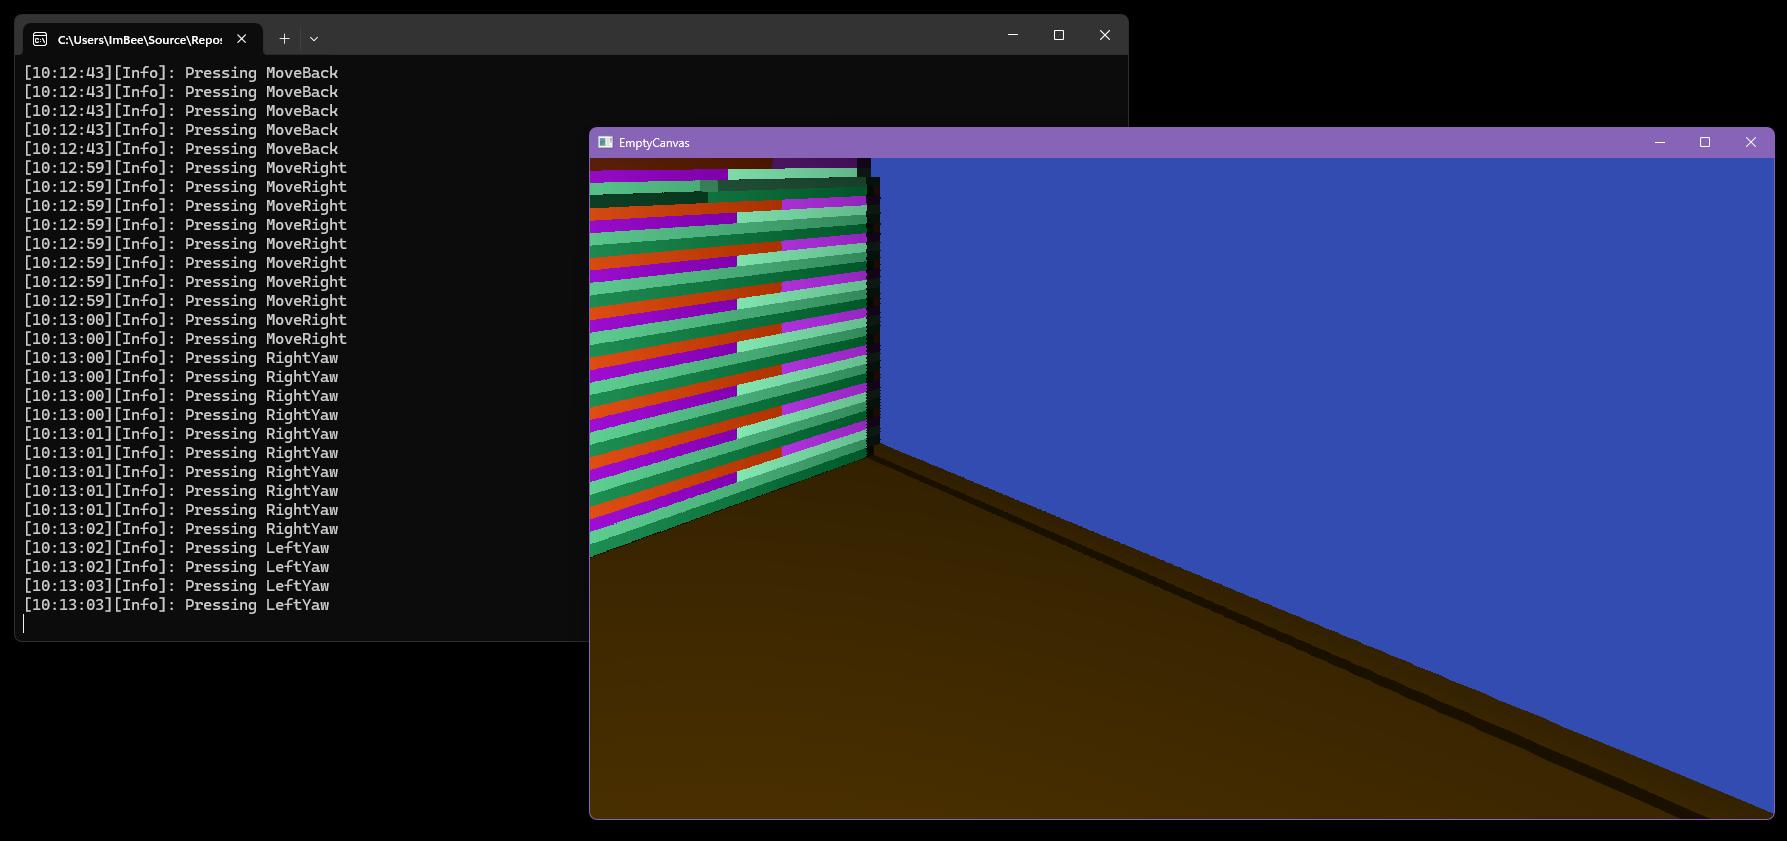 C:\Users\ImBee\Source\Repos
[10:12:43][Info]: Pressing MoveBack
[10:12:43][Info]: Pressing MoveBack
[10:12:43][Info]: Pressing MoveBack
[10:12:43][Info]: Pressing MoveBack
[10:12:43][Info]: Pressing MoveBack
[10:12:59][Info]: Pressing MoveRight
[10:12:59][Info]: Pressing MoveRight
[10:12:59][Info]: Pressing MoveRight
[10:12:59][Info]: Pressing MoveRight
[10:12:59][Info]: Pressing MoveRight
[10:12:59][Info]: Pressing MoveRight
[10:12:59][Info]: Pressing MoveRight
[10:12:59][Info]: Pressing MoveRight
[10:13:00][Info]: Pressing MoveRight
[10:13:00][Info]: Pressing MoveRight
[10:13:00][Info]: Pressing RightYaw
[10:13:00][Info]: Pressing RightYaw
[10:13:00][Info]: Pressing RightYaw
[10:13:00][Info]: Pressing RightYaw
[10:13:01][Info]: Pressing RightYaw
[10:13:01][Info]: Pressing RightYaw
[10:13:01][Info]: Pressing RightYaw
[10:13:01][Info]: Pressing RightYaw
[10:13:01][Info]: Pressing RightYaw
[10:13:02][Info]: Pressing RightYaw
[10:13:02][Info]: Pressing LeftYaw
[10:13:02][Info]: Pressing LeftYaw
[10:13:03][Info]: Pressing LeftYaw
[10:13:03][Info]: Pressing LeftYaw
EmptyCanvas